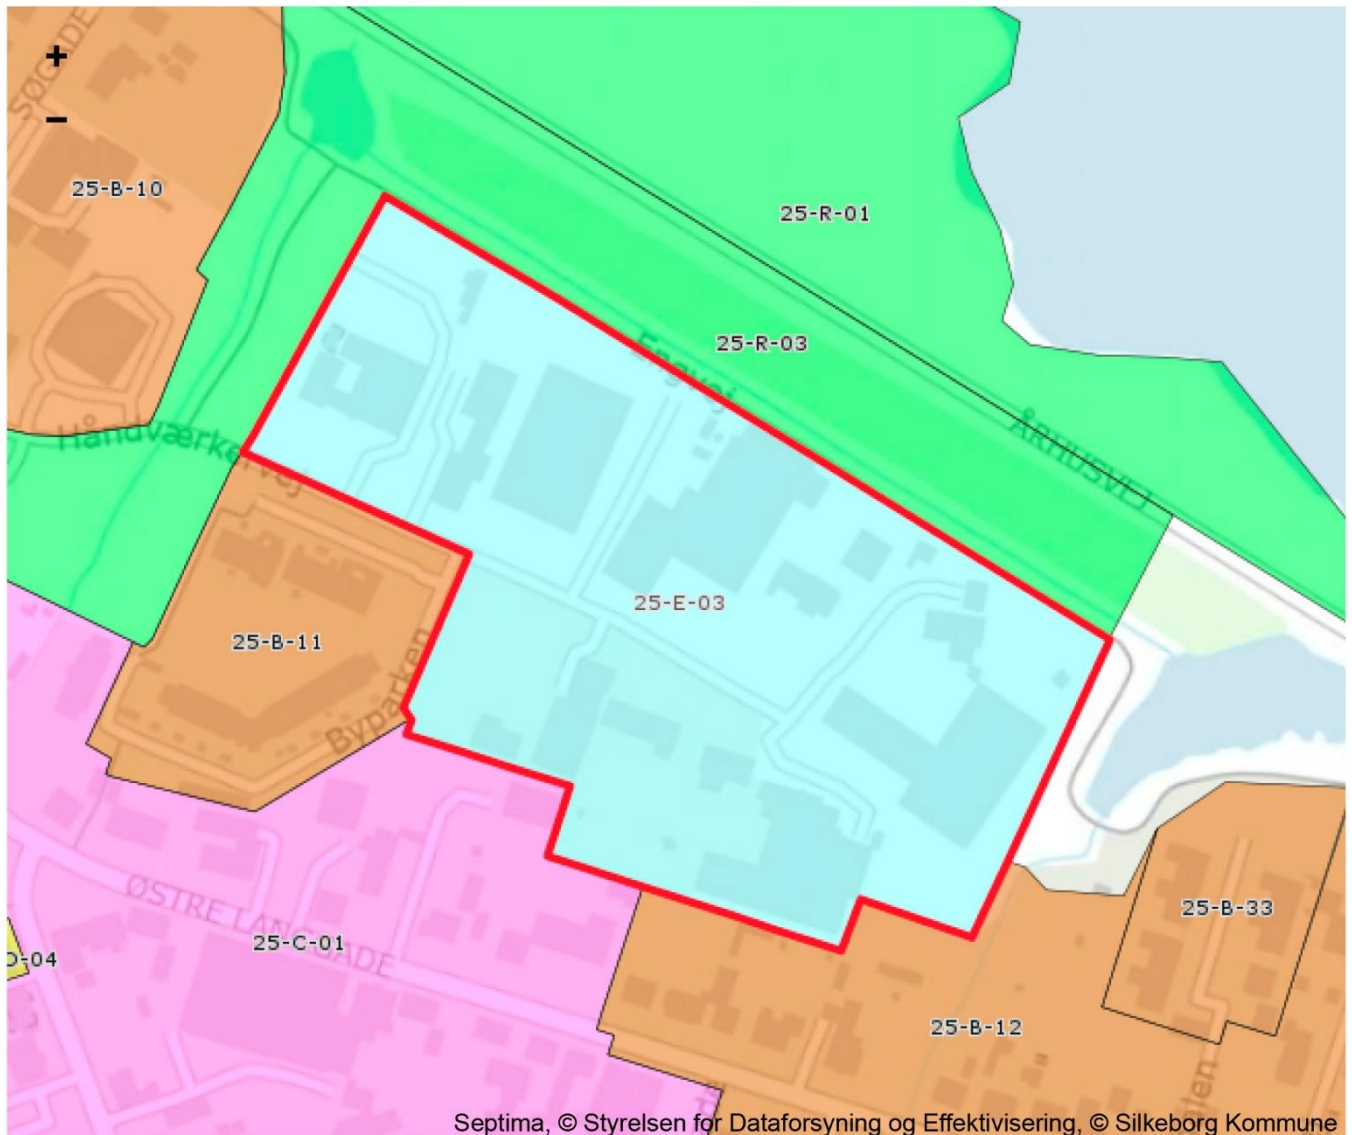 +
SØGADE
−
25-B-10
25-R-01
25-R-03
Engvej
ÅRHUSVEJ
Håndværkervej
25-E-03
25-B-11
Byparken
25-B-33
ØSTRE LANGGADE
25-C-01
O-04
25-B-12
Septima, © Styrelsen for Dataforsyning og Effektivisering, © Silkeborg Kommune